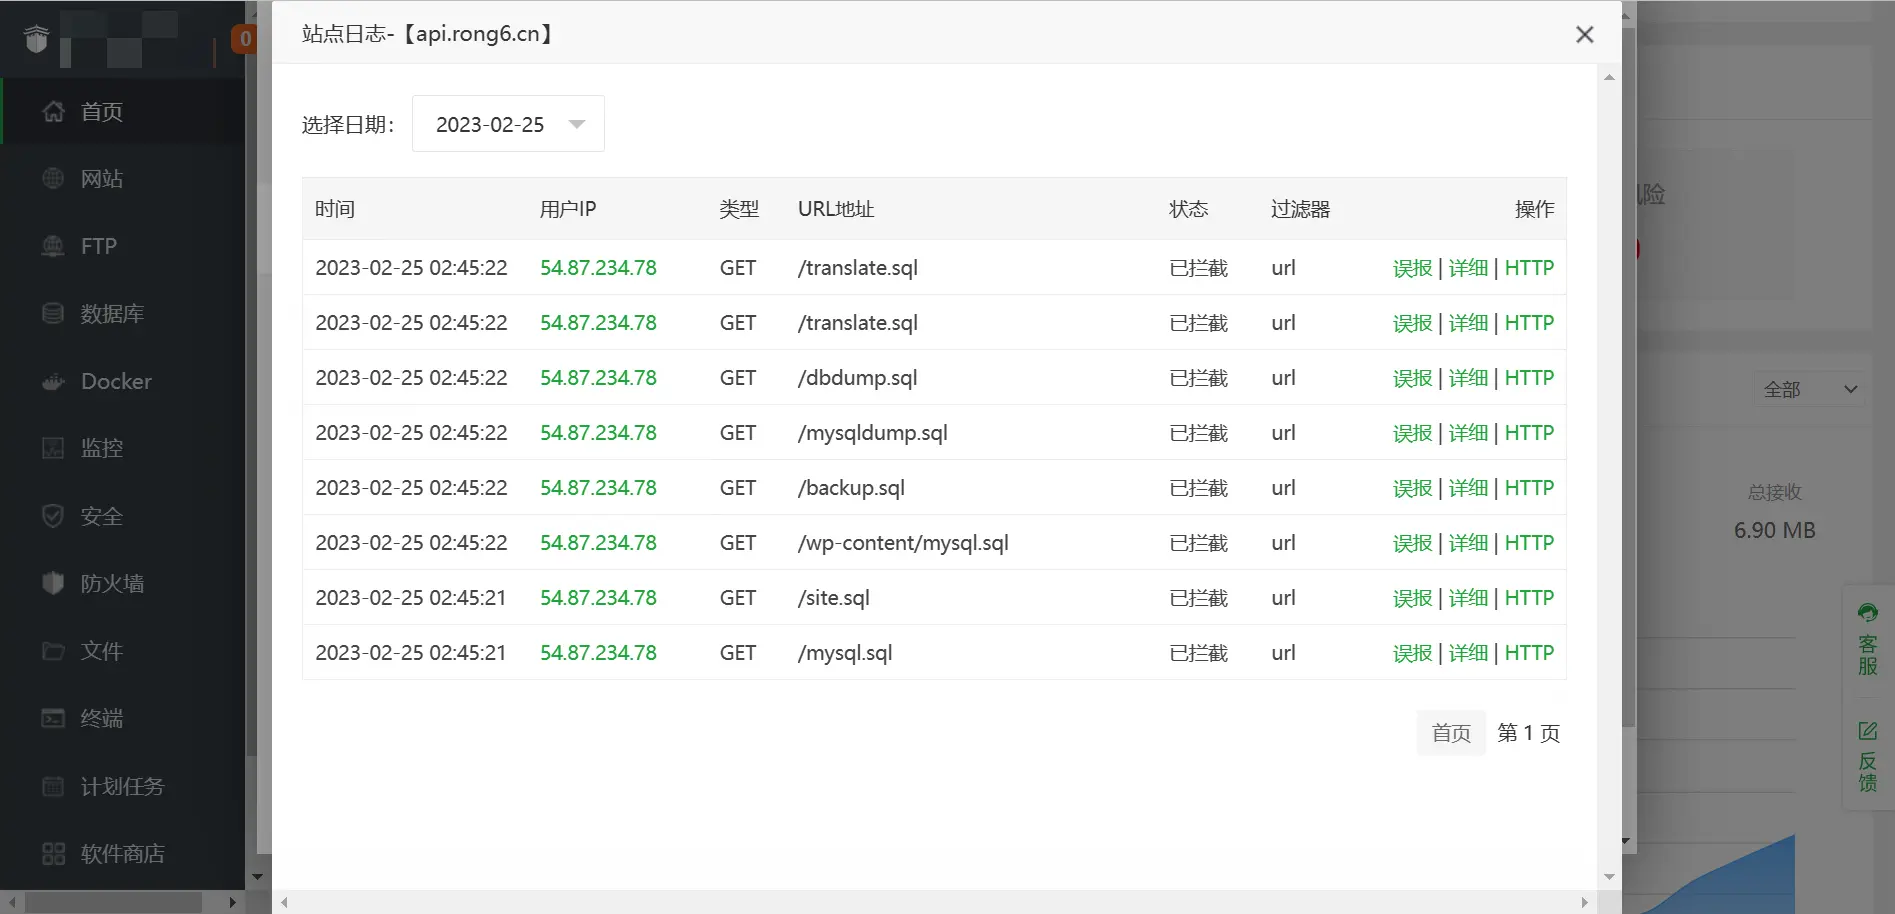 0
首页
网站
FTP
数据库
Docker
监控
安全
防火墙
文件
终端
计划任务
软件商店
站点日志-【api.rong6.cn】
选择日期：
2023-02-25
时间 用户IP 类型 URL地址 状态 过滤器 操作
2023-02-25 02:45:22 54.87.234.78 GET /translate.sql 已拦截 url 误报 | 详细 | HTTP
2023-02-25 02:45:22 54.87.234.78 GET /translate.sql 已拦截 url 误报 | 详细 | HTTP
2023-02-25 02:45:22 54.87.234.78 GET /dbdump.sql 已拦截 url 误报 | 详细 | HTTP
2023-02-25 02:45:22 54.87.234.78 GET /mysqldump.sql 已拦截 url 误报 | 详细 | HTTP
2023-02-25 02:45:22 54.87.234.78 GET /backup.sql 已拦截 url 误报 | 详细 | HTTP
2023-02-25 02:45:22 54.87.234.78 GET /wp-content/mysql.sql 已拦截 url 误报 | 详细 | HTTP
2023-02-25 02:45:21 54.87.234.78 GET /site.sql 已拦截 url 误报 | 详细 | HTTP
2023-02-25 02:45:21 54.87.234.78 GET /mysql.sql 已拦截 url 误报 | 详细 | HTTP
首页 第 1 页
险
全部
总接收
6.90 MB
客服
反馈